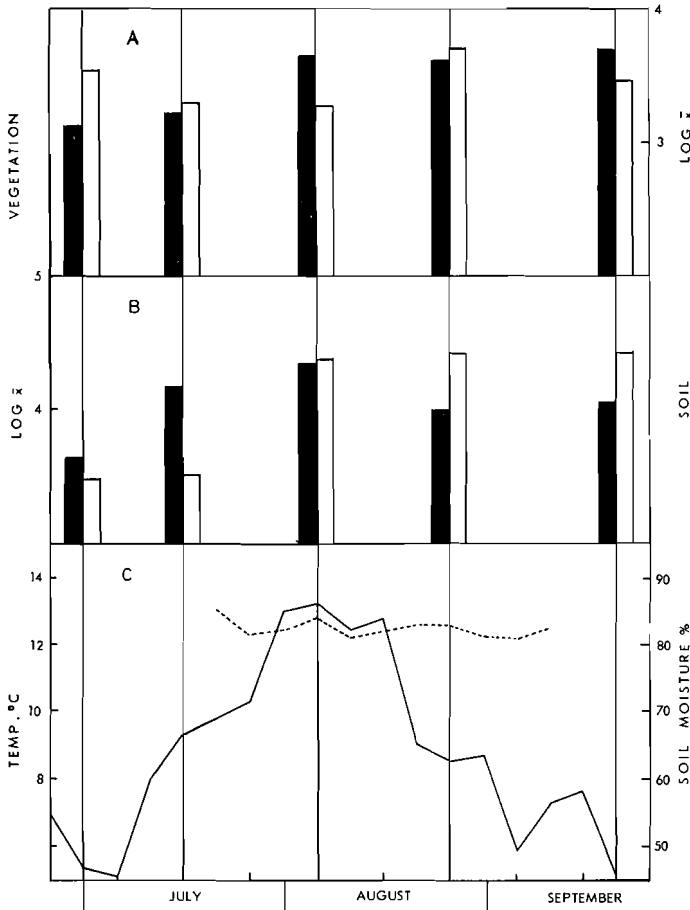 A
VEGETATION
4
3
LOG x̄
5
B
4
LOG x̄
SOIL
C
14
12
10
8
TEMP. °C
90
80
70
60
50
SOIL MOISTURE %
JULY
AUGUST
SEPTEMBER